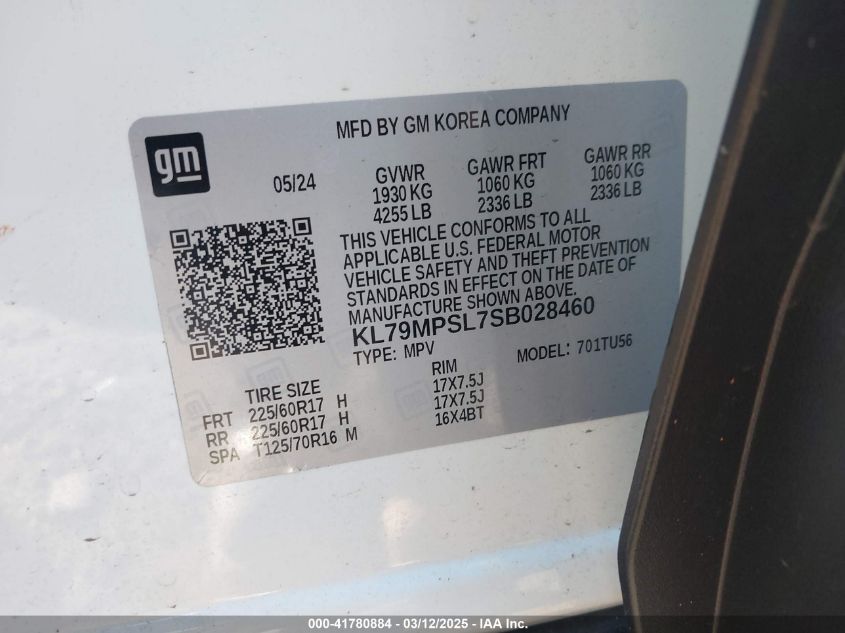 gm
MFD BY GM KOREA COMPANY
05/24
GVWR GAWR FRT GAWR RR
1930 KG 1060 KG 1060 KG
4255 LB 2336 LB 2336 LB
THIS VEHICLE CONFORMS TO ALL
APPLICABLE U.S. FEDERAL MOTOR
VEHICLE SAFETY AND THEFT PREVENTION
STANDARDS IN EFFECT ON THE DATE OF
MANUFACTURE SHOWN ABOVE.
KL79MPSL7SB028460
TYPE: MPV MODEL: 701TU56
TIRE SIZE RIM
FRT 225/60R17 H 17X7.5J
RR 225/60R17 H 17X7.5J
SPA T125/70R16 M 16X4BT
000-41780884 - 03/12/2025 - IAA Inc.